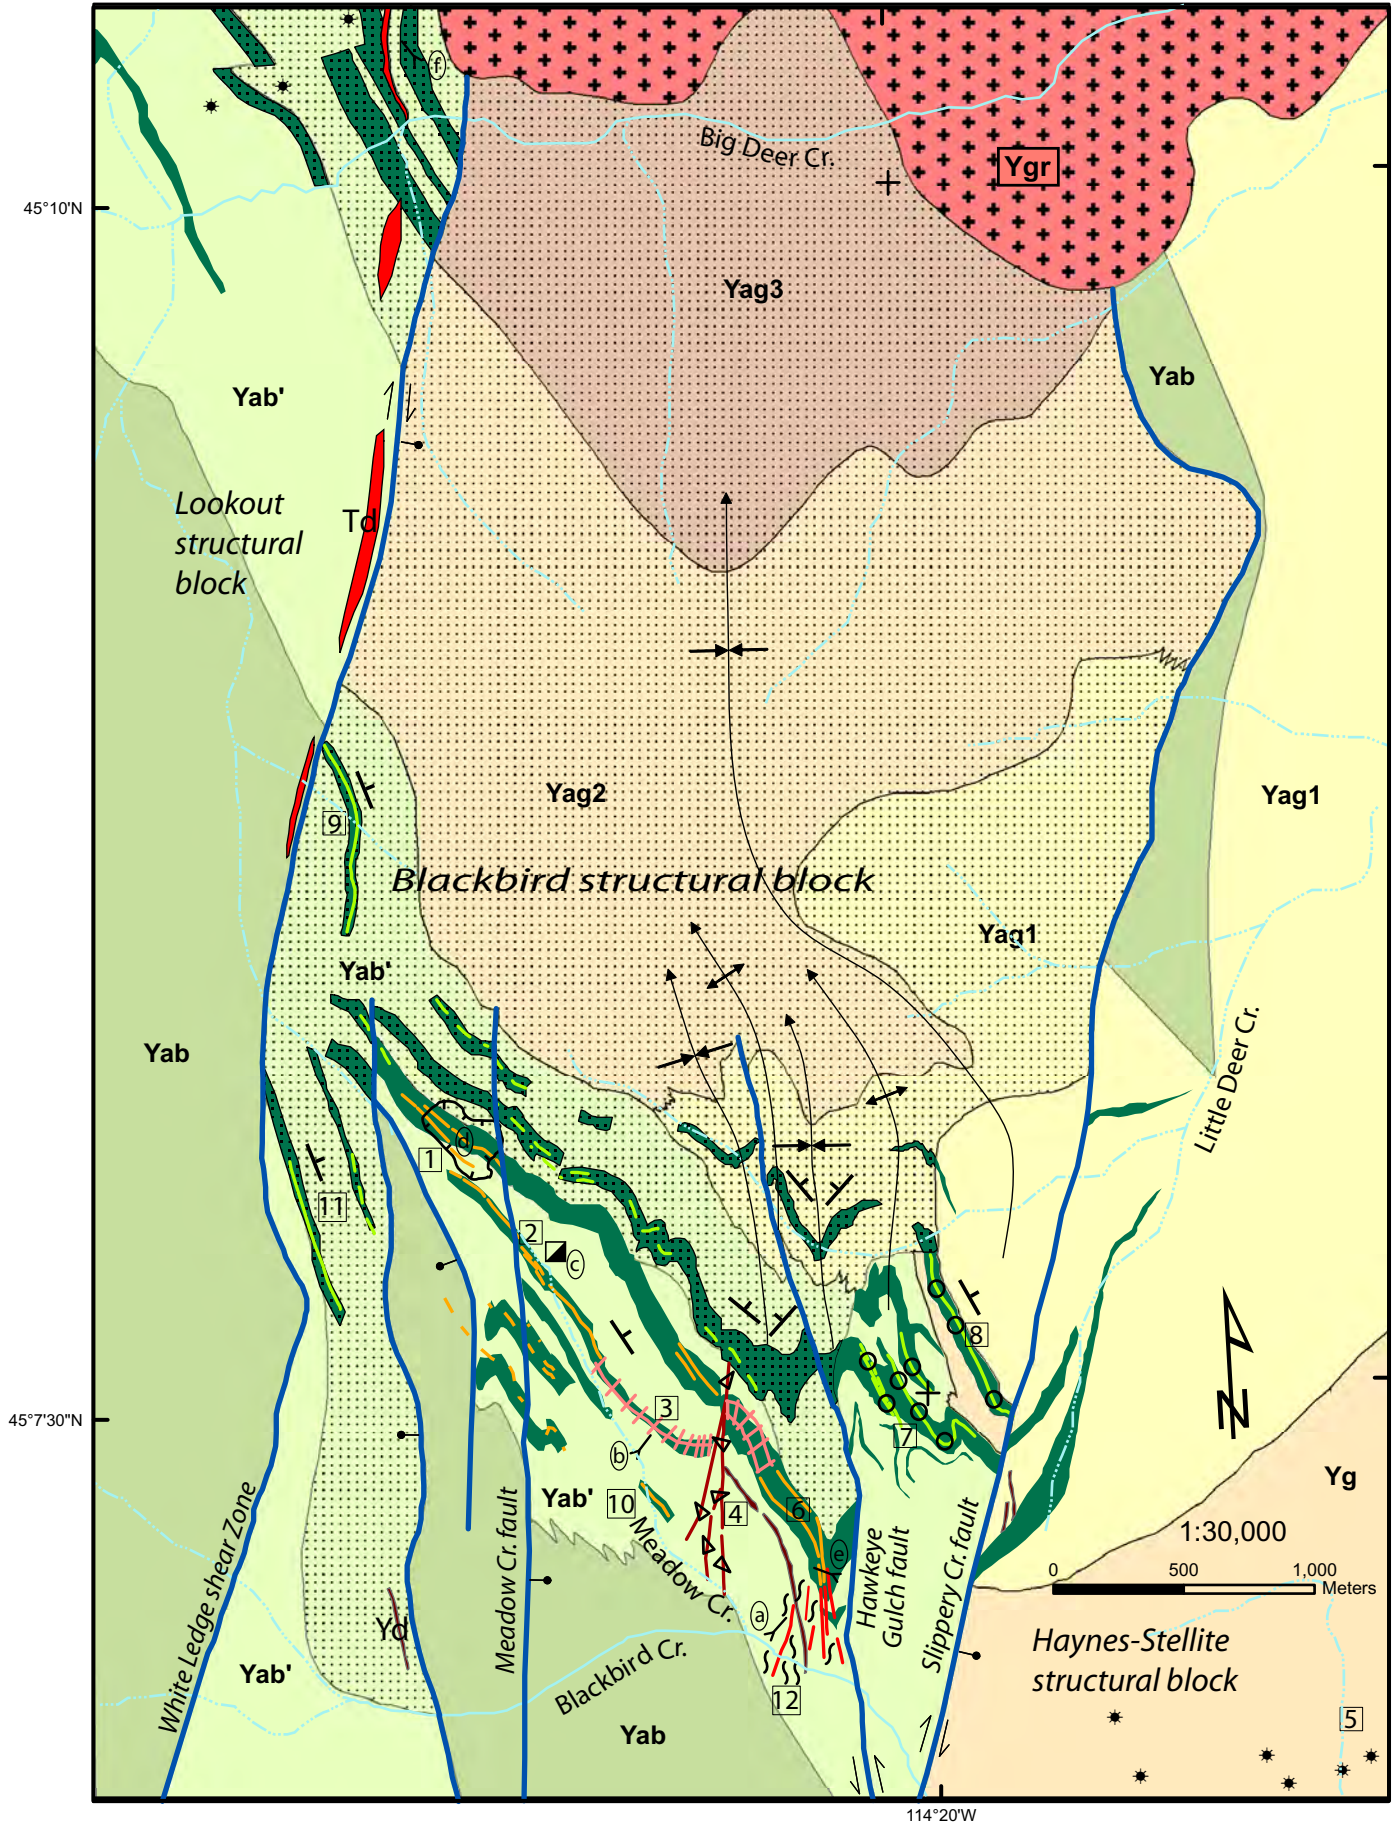 f
Big Deer Cr.
Ygr
45°10'N
Yag3
Yab
Yab'
Lookout
structural
block
Td
Yag2
Yag1
9
Blackbird structural block
Yag1
Yab'
Yab
Little Deer Cr.
d
1
11
2
c
8
3
45°7'30"N
7
b
Yg
Yab'
10
4
6
1:30,000
Meadow Cr.
e
0 500 1,000
Meters
White Ledge shear Zone
Meadow Cr. fault
Hawkeye
Gulch fault
Slippery Cr. fault
a
Yd
Haynes-Stellite
structural block
Yab'
Blackbird Cr.
12
Yab
5
N
114°20'W